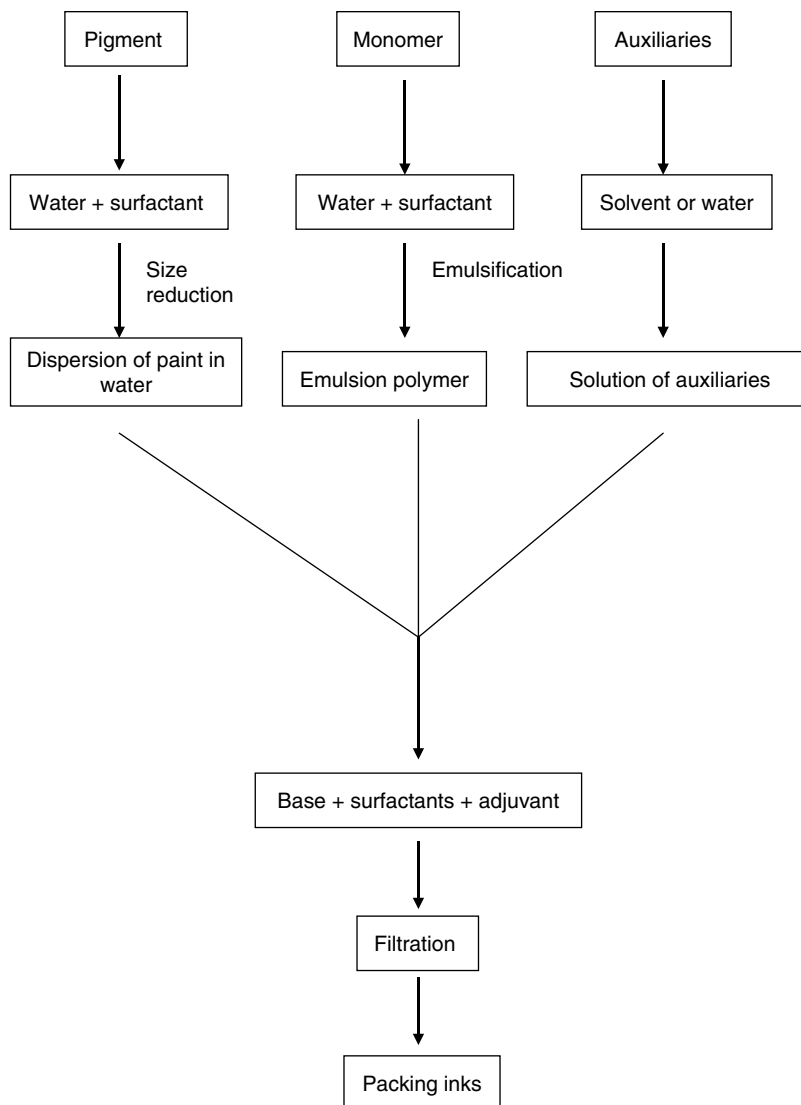 Pigment
Monomer
Auxiliaries
Water + surfactant
Water + surfactant
Solvent or water
Size
reduction
Emulsification
Dispersion of paint in
water
Emulsion polymer
Solution of auxiliaries
Base + surfactants + adjuvant
Filtration
Packing inks